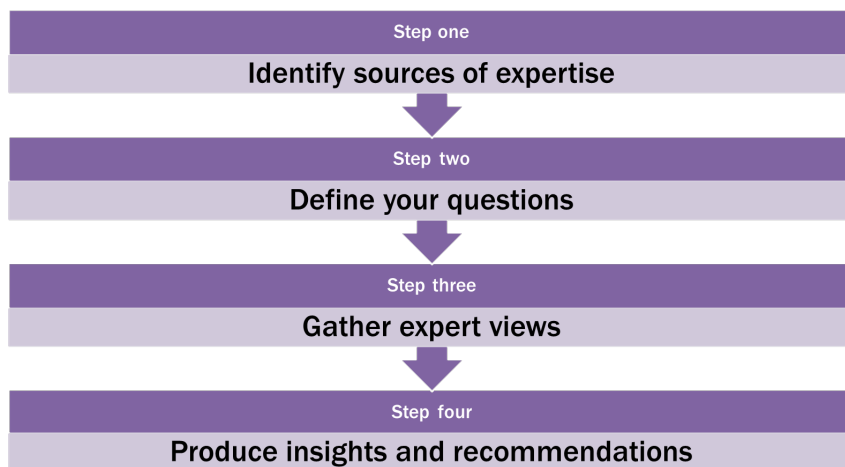 Step one
Identify sources of expertise
Step two
Define your questions
Step three
Gather expert views
Step four
Produce insights and recommendations